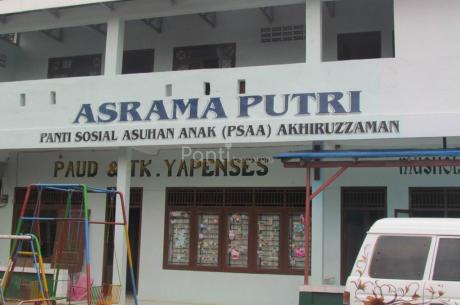 ASRAMA PUTRI
PANTI SOSIAL ASUHAN ANAK (PSAA) AKHIRUZZAMAN
PAUD & TK. YAPENSES